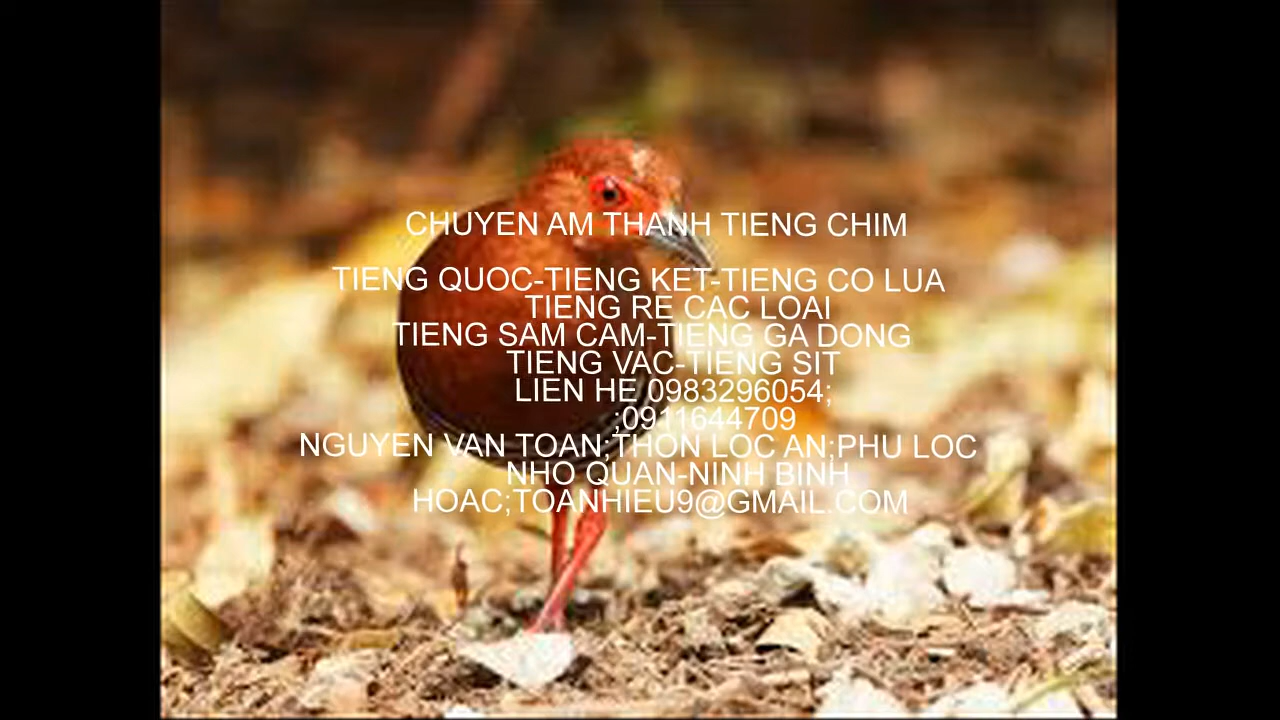 CHUYEN AM THANH TIENG CHIM
TIENG QUOC-TIENG KET-TIENG CO LUA
TIENG RE CAC LOAI
TIENG SAM CAM-TIENG GA DONG
TIENG VAC-TIENG SIT
LIEN HE 0983296054;
;0911644709
NGUYEN VAN TOAN;THON LOC AN;PHU LOC
NHO QUAN-NINH BINH
HOAC;TOANHIEU9@GMAIL.COM